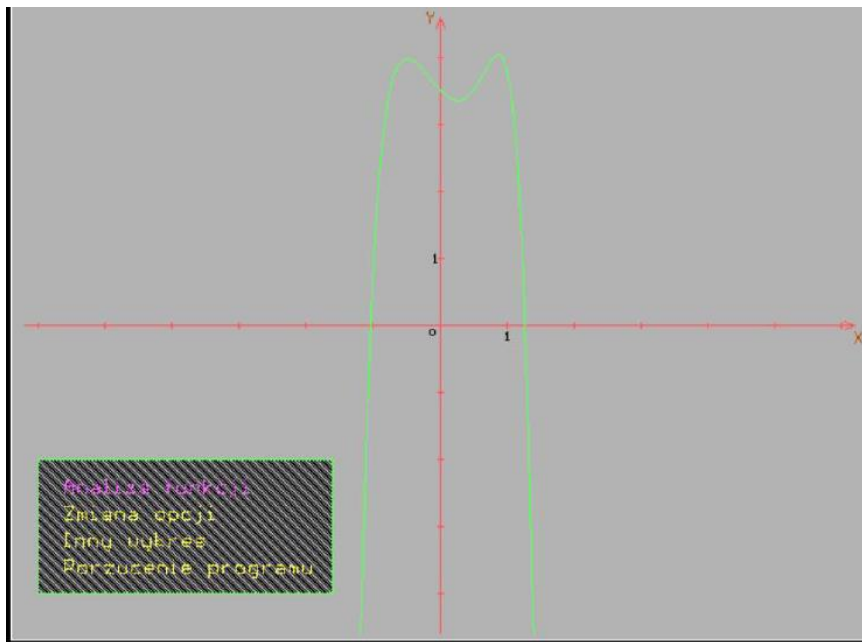 Y
1
0
1
X
Analiza funkcji
Zmiana opcji
Inny wykres
Porzucenie programu